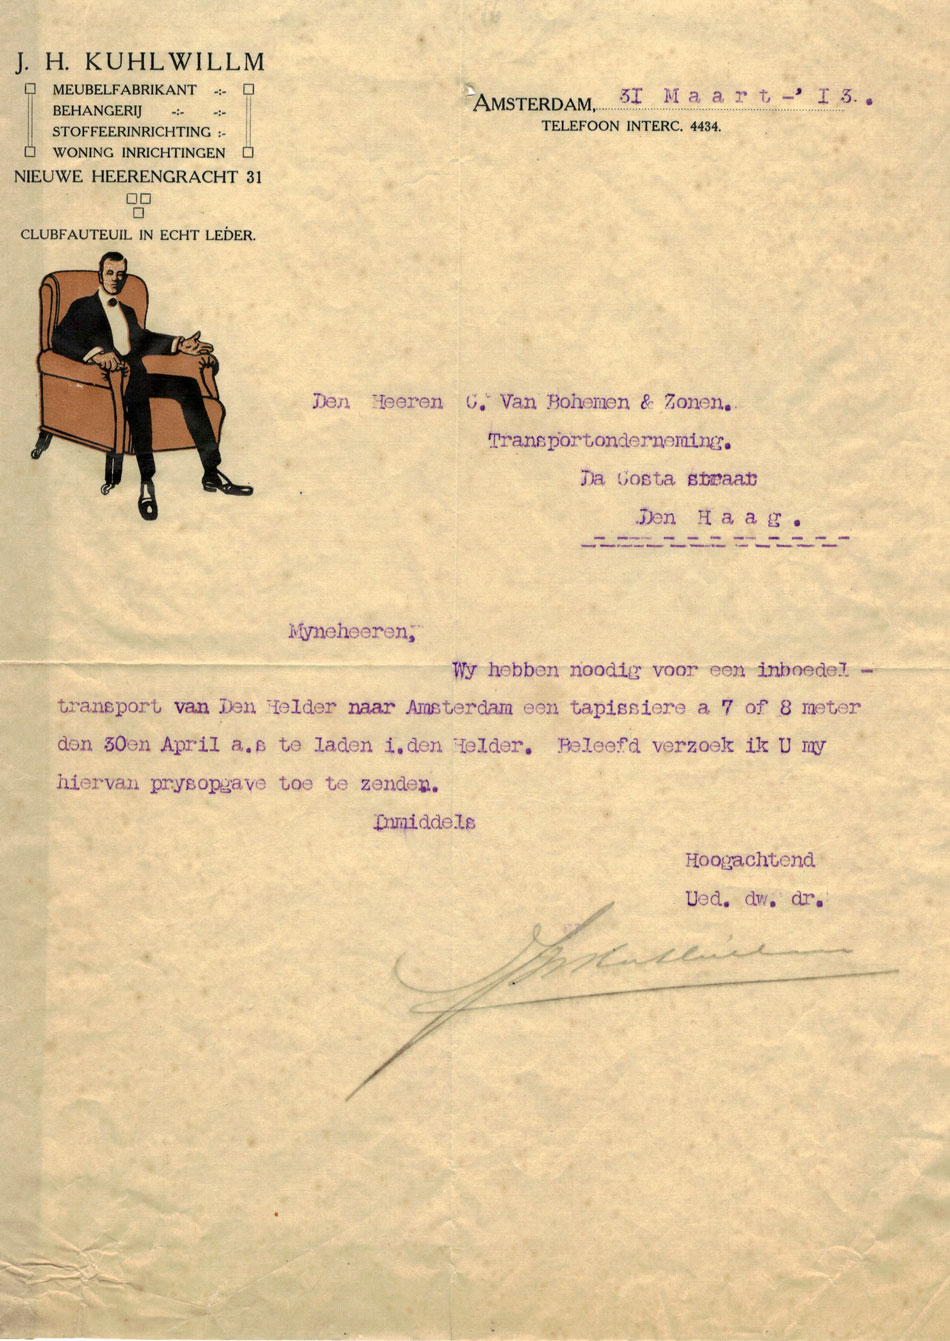 J. H. KUHLWILLM
MEUBELFABRIKANT -:-
BEHANGERIJ -:- -:-
STOFFEERINRICHTING :-
WONING INRICHTINGEN
NIEUWE HEERENGRACHT 31
CLUBFAUTEUIL IN ECHT LEDER.
AMSTERDAM, 3I Maart-'I3.
TELEFOON INTERC. 4434.
Den Heeren C. Van Bohemen & Zonen.
Transportonderneming.
Da Costa straat
Den Haag.
Myneheeren,
Wy hebben noodig voor een inboedel -
transport van Den Helder naar Amsterdam een tapissiere a 7 of 8 meter
den 30en April a.s te laden i.den Helder. Beleefd verzoek ik U my
hiervan prysopgave toe te zenden.
Inmiddels
Hoogachtend
Ued. dw. dr.